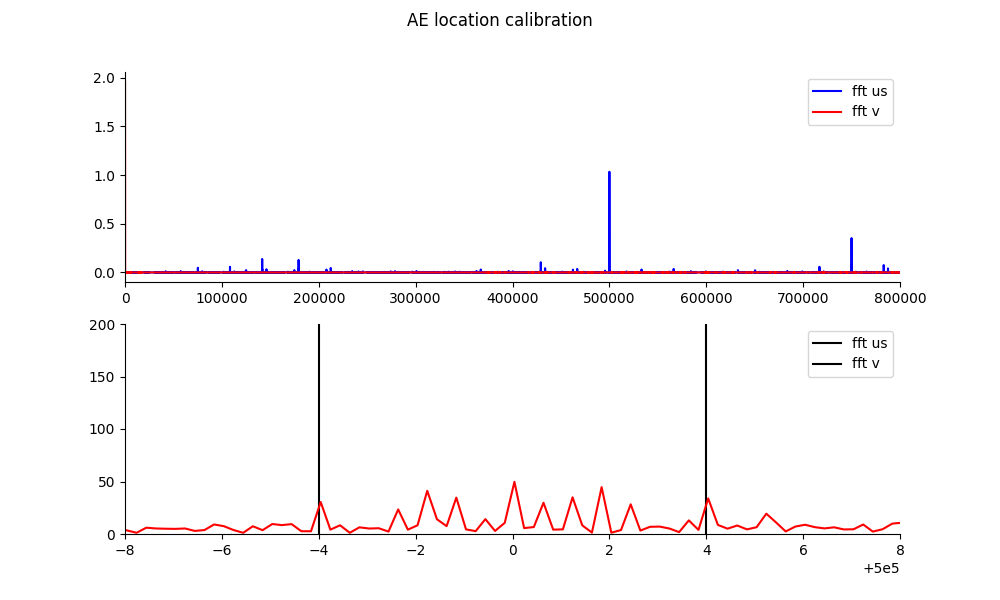 AE location calibration
2.0
1.5
1.0
0.5
0.0
fft us
fft v
0 100000 200000 300000 400000 500000 600000 700000 800000
200
150
100
50
0
fft us
fft v
−8 −6 −4 −2 0 2 4 6 8
+5e5